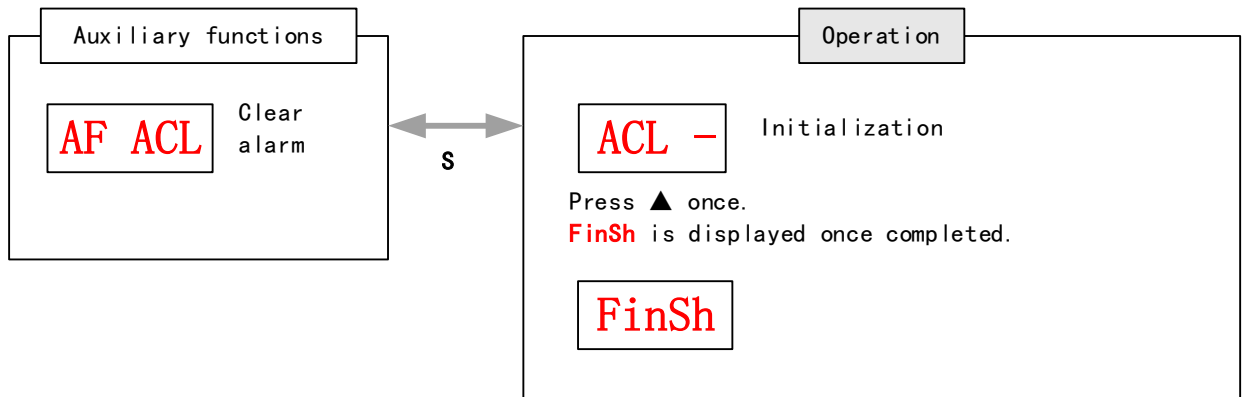 Auxiliary functions
AF ACL
Clear
alarm
S
Operation
ACL -
Initialization
Press ▲ once.
FinSh is displayed once completed.
FinSh